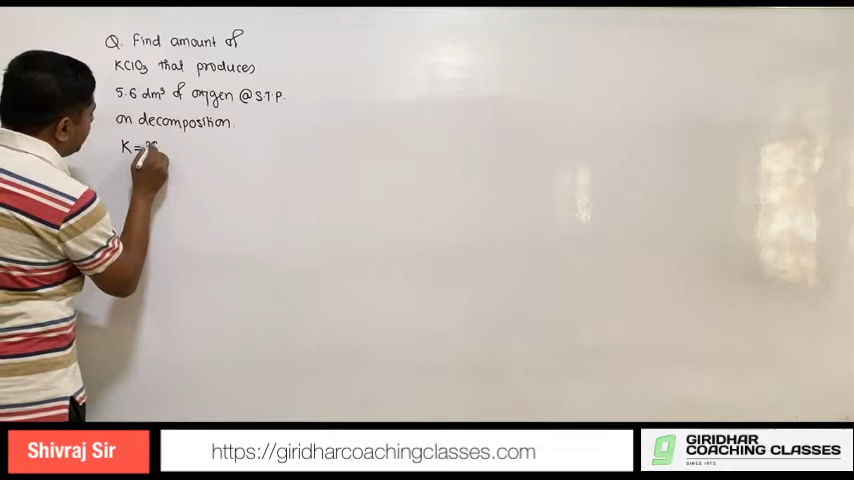 Q. Find amount of
KClO3 that produces
5.6 dm³ of oxygen @ S.T.P.
on decomposition.
K =
Shivraj Sir
https://giridharcoachingclasses.com
GIRIDHAR
COACHING CLASSES
SINCE 1972